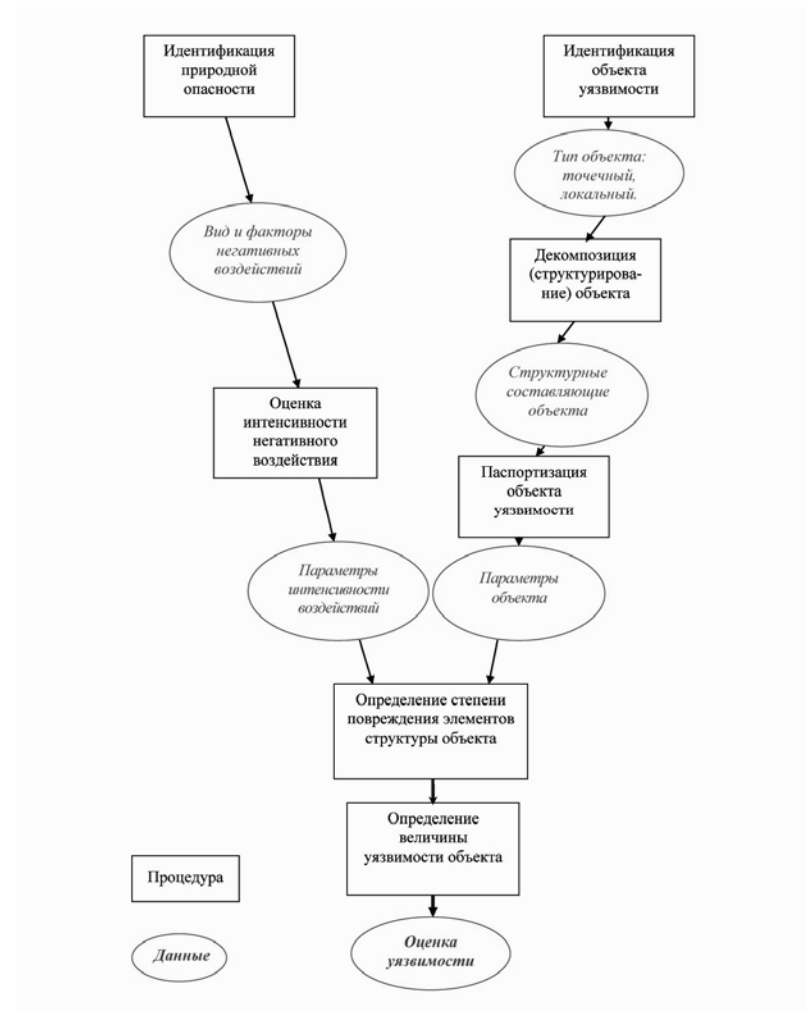 Идентификация
природной
опасности
Идентификация
объекта
уязвимости
Тип объекта:
точечный,
локальный.
Вид и факторы
негативных
воздействий
Декомпозиция
(структурирова-
ние) объекта
Структурные
составляющие
объекта
Оценка
интенсивности
негативного
воздействия
Паспортизация
объекта
уязвимости
Параметры
интенсивности
воздействий
Параметры
объекта
Определение степени
повреждения элементов
структуры объекта
Определение
величины
уязвимости объекта
Процедура
Данные
Оценка
уязвимости